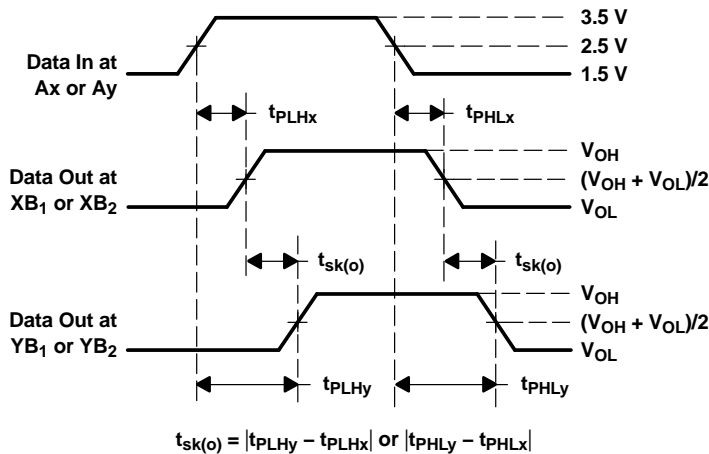 3.5 V
2.5 V
1.5 V
Data In at
Ax or Ay
tPLHx
tPHLx
VOH
(VOH + VOL)/2
VOL
Data Out at
XB1 or XB2
tsk(o)
tsk(o)
VOH
(VOH + VOL)/2
VOL
Data Out at
YB1 or YB2
tPLHy
tPHLy
tsk(o) = |tPLHy – tPLHx| or |tPHLy – tPHLx|